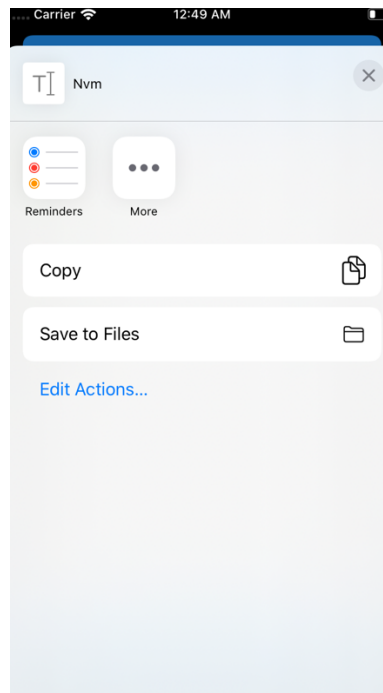 Carrier 12:49 AM
Nvm
Reminders More
Copy
Save to Files
Edit Actions...